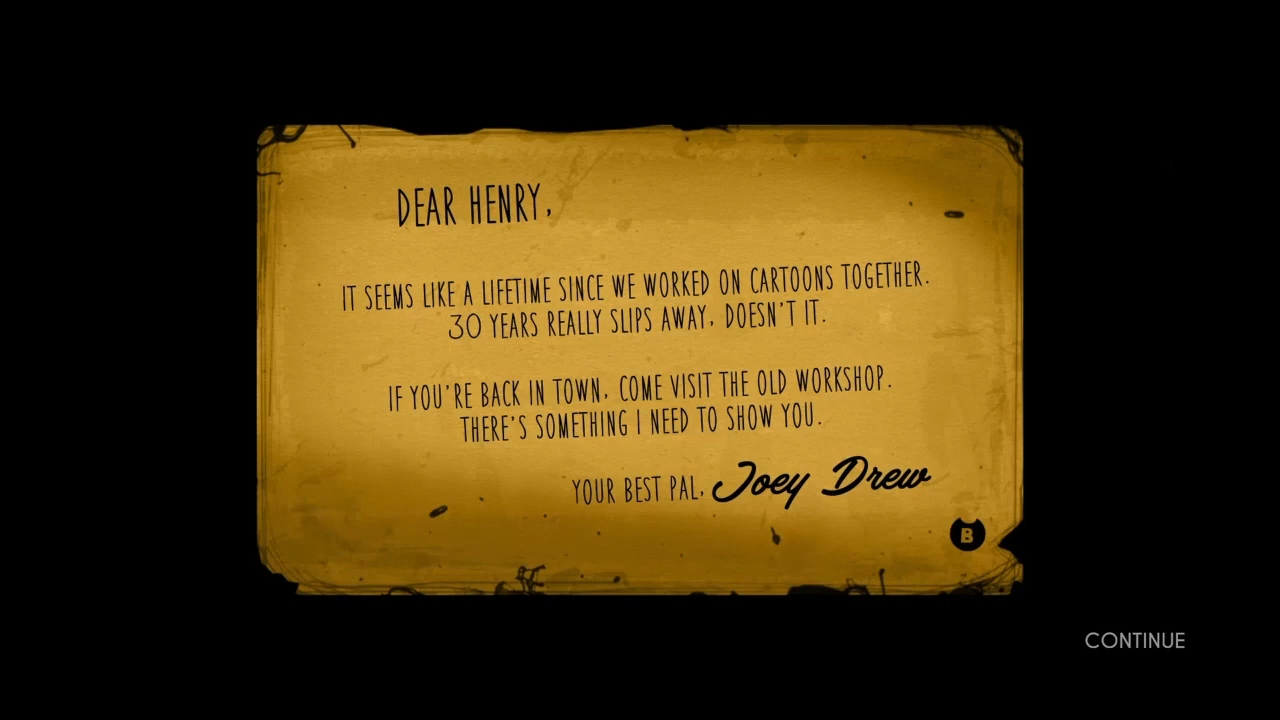 DEAR HENRY,
IT SEEMS LIKE A LIFETIME SINCE WE WORKED ON CARTOONS TOGETHER.
30 YEARS REALLY SLIPS AWAY, DOESN'T IT.
IF YOU'RE BACK IN TOWN, COME VISIT THE OLD WORKSHOP.
THERE'S SOMETHING I NEED TO SHOW YOU.
YOUR BEST PAL, Joey Drew
B
CONTINUE